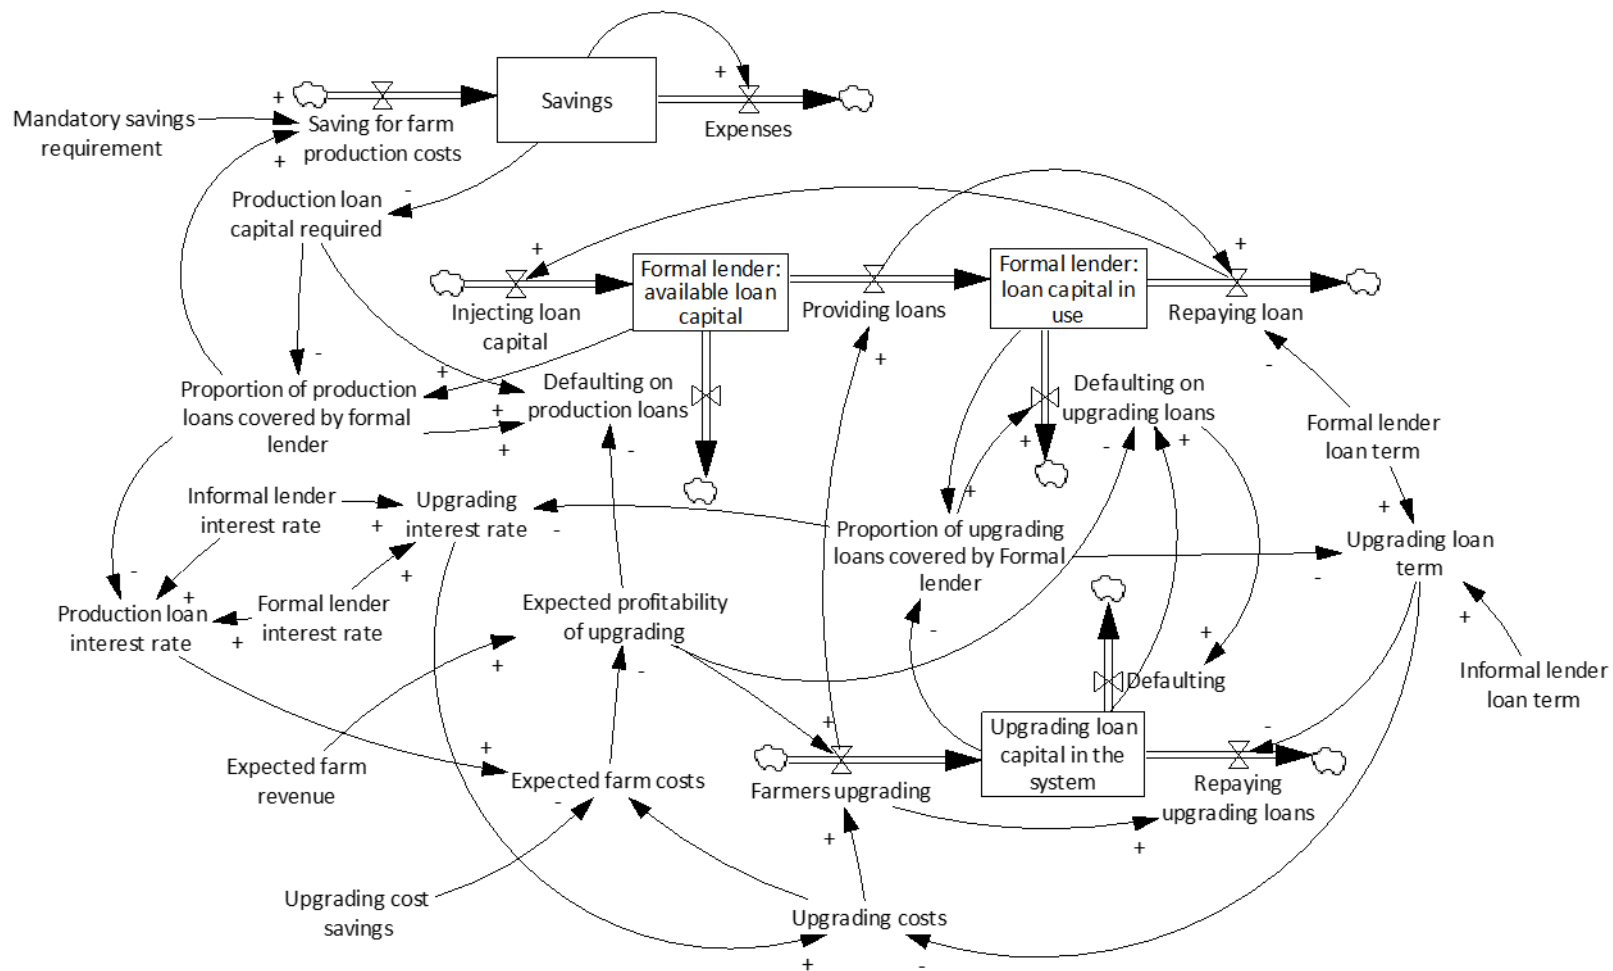 +
Savings
+
Expenses
Mandatory savings
requirement
Saving for farm
production costs
+
-
Production loan
capital required
+
Formal lender:
available loan
capital
Injecting loan
capital
Providing loans
+
Formal lender:
loan capital in
use
+
Repaying loan
-
-
Proportion of production
loans covered by formal
lender
+
+
+
Defaulting on
production loans
-
Defaulting on
upgrading loans
+
-
+
+
Formal lender
loan term
+
Informal lender
interest rate
+
Upgrading
interest rate
-
Proportion of upgrading
loans covered by Formal
lender
-
-
Upgrading loan
term
+
Informal lender
loan term
-
+
+
+
Production loan
interest rate
Formal lender
interest rate
Expected profitability
of upgrading
+
-
+
Defaulting
+
Expected farm
revenue
+
Expected farm costs
-
+
Farmers upgrading
+
Upgrading loan
capital in the
system
-
Repaying
upgrading loans
+
Upgrading cost
savings
Upgrading costs
+
-